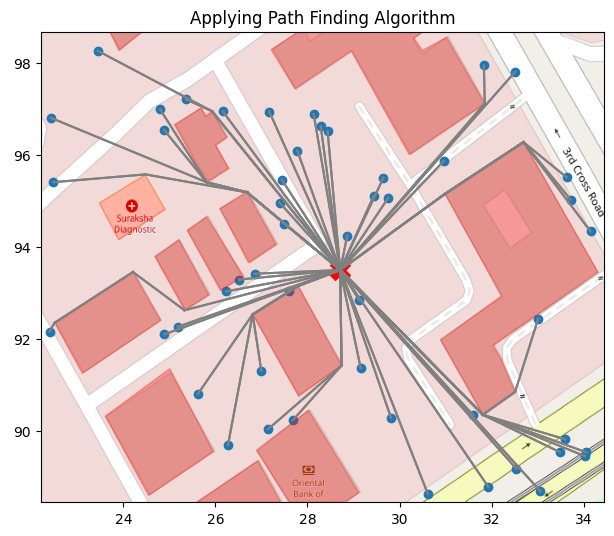 Applying Path Finding Algorithm
98
96
94
92
90
3rd Cross Road
Suraksha
Diagnostic
Oriental
Bank of
24
26
28
30
32
34